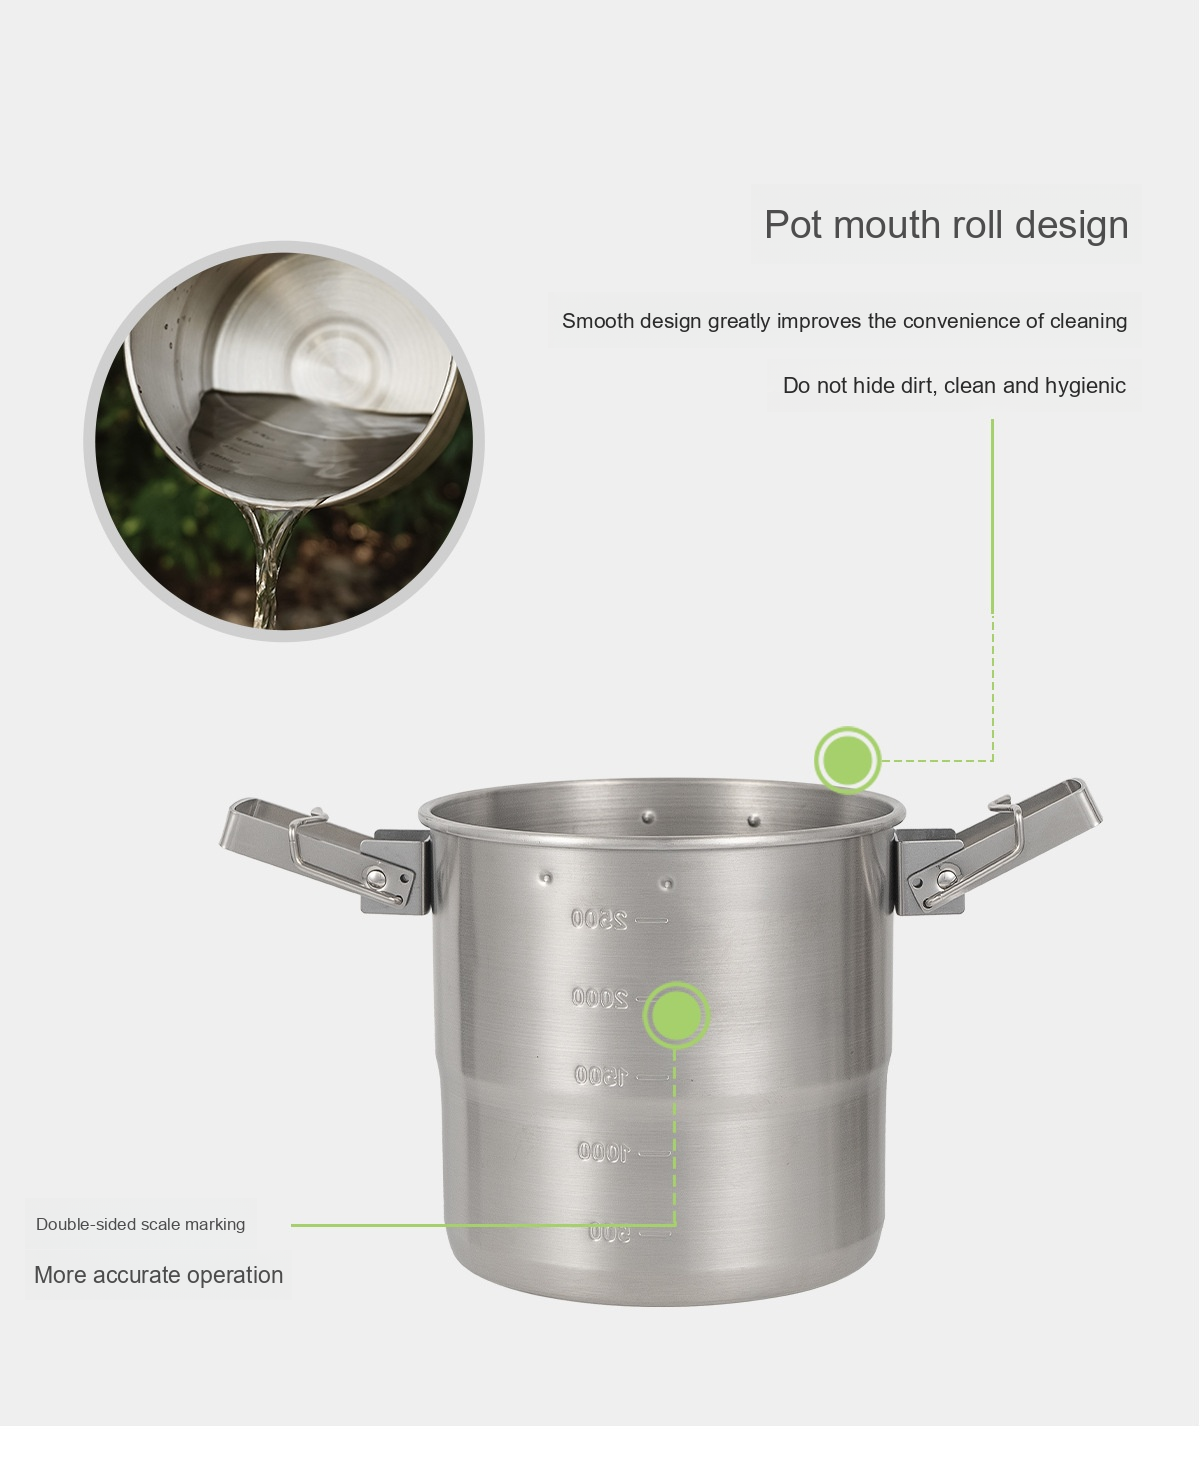 Pot mouth roll design
Smooth design greatly improves the convenience of cleaning
Do not hide dirt, clean and hygienic
2500
2000
1500
1000
500
Double-sided scale marking
More accurate operation